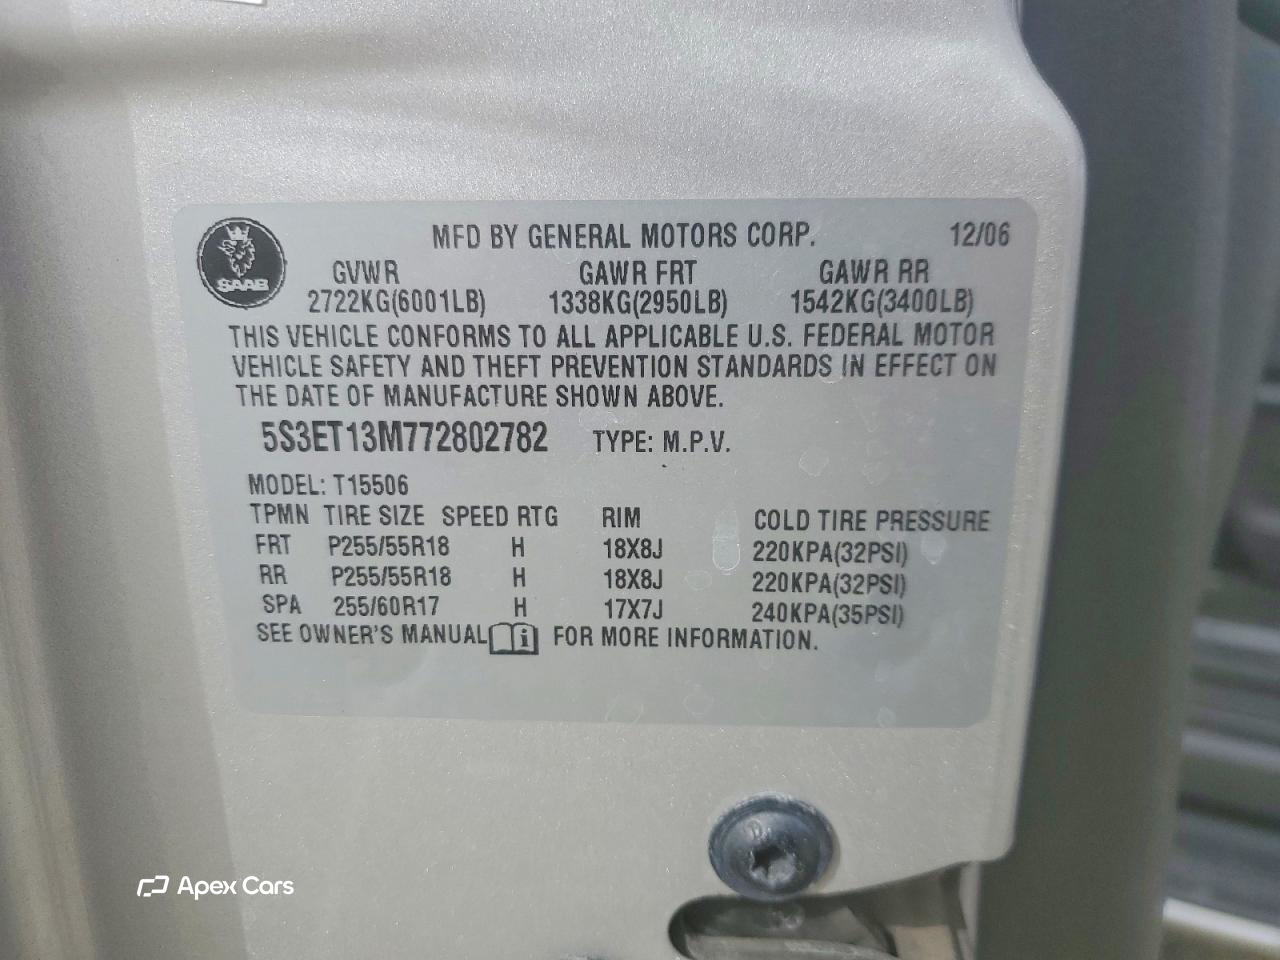 SAAB
MFD BY GENERAL MOTORS CORP. 12/06
GVWR GAWR FRT GAWR RR
2722KG(6001LB) 1338KG(2950LB) 1542KG(3400LB)
THIS VEHICLE CONFORMS TO ALL APPLICABLE U.S. FEDERAL MOTOR
VEHICLE SAFETY AND THEFT PREVENTION STANDARDS IN EFFECT ON
THE DATE OF MANUFACTURE SHOWN ABOVE.
5S3ET13M772802782 TYPE: M.P.V.
MODEL: T15506
TPMN TIRE SIZE SPEED RTG RIM COLD TIRE PRESSURE
FRT P255/55R18 H 18X8J 220KPA(32PSI)
RR P255/55R18 H 18X8J 220KPA(32PSI)
SPA 255/60R17 H 17X7J 240KPA(35PSI)
SEE OWNER'S MANUAL i FOR MORE INFORMATION.
Apex Cars